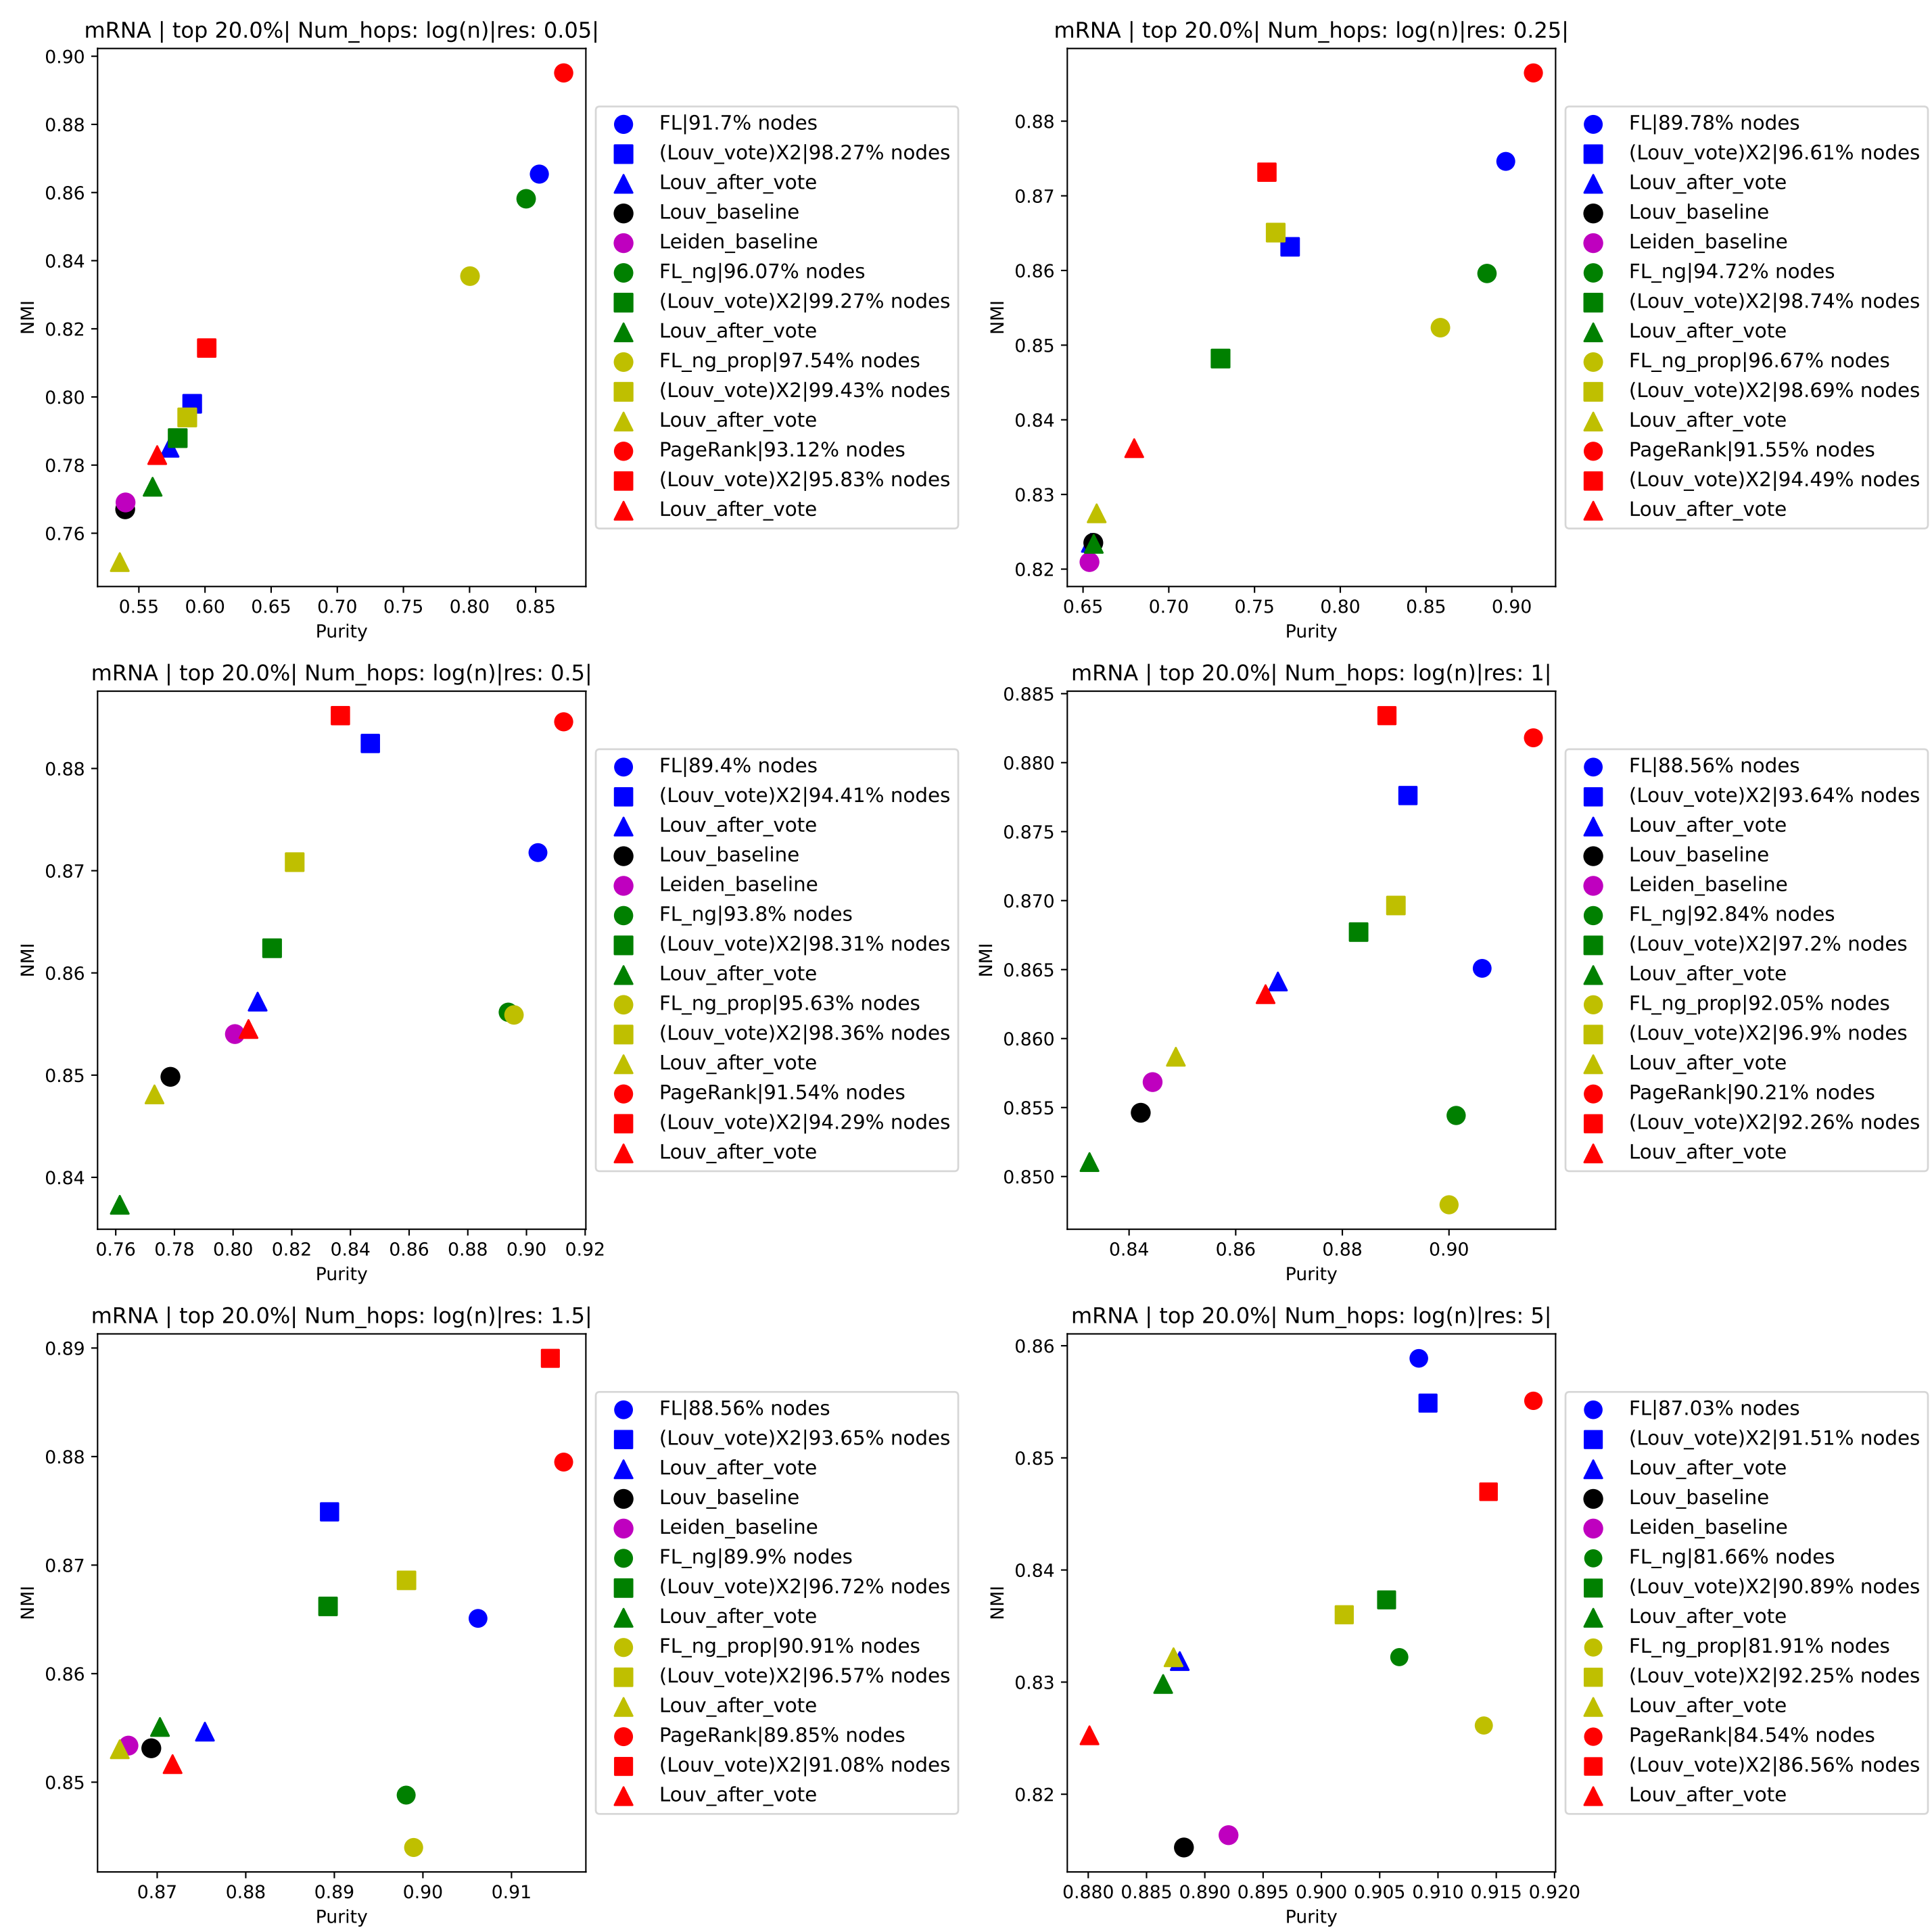 mRNA | top 20.0%| Num_hops: log(n)|res: 0.05|
0.90
0.88
0.86
0.84
0.82
0.80
0.78
0.76
NMI
0.55 0.60 0.65 0.70 0.75 0.80 0.85
Purity
FL|91.7% nodes
(Louv_vote)X2|98.27% nodes
Louv_after_vote
Louv_baseline
Leiden_baseline
FL_ng|96.07% nodes
(Louv_vote)X2|99.27% nodes
Louv_after_vote
FL_ng_prop|97.54% nodes
(Louv_vote)X2|99.43% nodes
Louv_after_vote
PageRank|93.12% nodes
(Louv_vote)X2|95.83% nodes
Louv_after_vote
mRNA | top 20.0%| Num_hops: log(n)|res: 0.25|
0.88
0.87
0.86
0.85
0.84
0.83
0.82
NMI
0.65 0.70 0.75 0.80 0.85 0.90
Purity
FL|89.78% nodes
(Louv_vote)X2|96.61% nodes
Louv_after_vote
Louv_baseline
Leiden_baseline
FL_ng|94.72% nodes
(Louv_vote)X2|98.74% nodes
Louv_after_vote
FL_ng_prop|96.67% nodes
(Louv_vote)X2|98.69% nodes
Louv_after_vote
PageRank|91.55% nodes
(Louv_vote)X2|94.49% nodes
Louv_after_vote
mRNA | top 20.0%| Num_hops: log(n)|res: 0.5|
0.88
0.87
0.86
0.85
0.84
NMI
0.76 0.78 0.80 0.82 0.84 0.86 0.88 0.90 0.92
Purity
FL|89.4% nodes
(Louv_vote)X2|94.41% nodes
Louv_after_vote
Louv_baseline
Leiden_baseline
FL_ng|93.8% nodes
(Louv_vote)X2|98.31% nodes
Louv_after_vote
FL_ng_prop|95.63% nodes
(Louv_vote)X2|98.36% nodes
Louv_after_vote
PageRank|91.54% nodes
(Louv_vote)X2|94.29% nodes
Louv_after_vote
mRNA | top 20.0%| Num_hops: log(n)|res: 1|
0.885
0.880
0.875
0.870
0.865
0.860
0.855
0.850
NMI
0.84 0.86 0.88 0.90
Purity
FL|88.56% nodes
(Louv_vote)X2|93.64% nodes
Louv_after_vote
Louv_baseline
Leiden_baseline
FL_ng|92.84% nodes
(Louv_vote)X2|97.2% nodes
Louv_after_vote
FL_ng_prop|92.05% nodes
(Louv_vote)X2|96.9% nodes
Louv_after_vote
PageRank|90.21% nodes
(Louv_vote)X2|92.26% nodes
Louv_after_vote
mRNA | top 20.0%| Num_hops: log(n)|res: 1.5|
0.89
0.88
0.87
0.86
0.85
NMI
0.87 0.88 0.89 0.90 0.91
Purity
FL|88.56% nodes
(Louv_vote)X2|93.65% nodes
Louv_after_vote
Louv_baseline
Leiden_baseline
FL_ng|89.9% nodes
(Louv_vote)X2|96.72% nodes
Louv_after_vote
FL_ng_prop|90.91% nodes
(Louv_vote)X2|96.57% nodes
Louv_after_vote
PageRank|89.85% nodes
(Louv_vote)X2|91.08% nodes
Louv_after_vote
mRNA | top 20.0%| Num_hops: log(n)|res: 5|
0.86
0.85
0.84
0.83
0.82
NMI
0.880 0.885 0.890 0.895 0.900 0.905 0.910 0.915 0.920
Purity
FL|87.03% nodes
(Louv_vote)X2|91.51% nodes
Louv_after_vote
Louv_baseline
Leiden_baseline
FL_ng|81.66% nodes
(Louv_vote)X2|90.89% nodes
Louv_after_vote
FL_ng_prop|81.91% nodes
(Louv_vote)X2|92.25% nodes
Louv_after_vote
PageRank|84.54% nodes
(Louv_vote)X2|86.56% nodes
Louv_after_vote